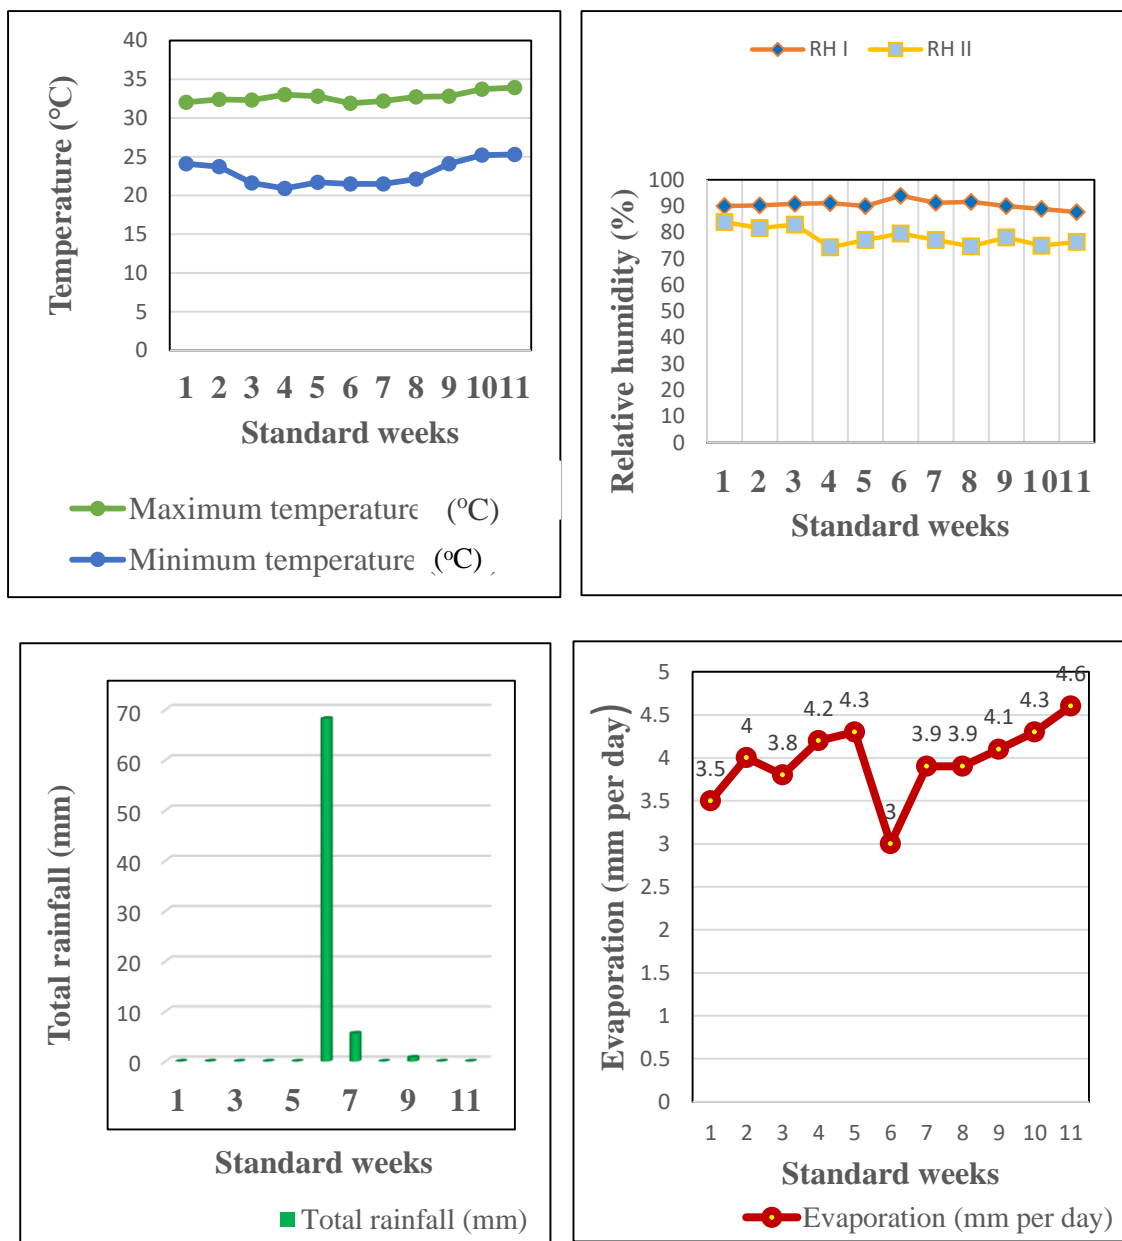 Temperature (°C)
40
35
30
25
20
15
10
5
0
1 2 3 4 5 6 7 8 9 10 11
Standard weeks
Maximum temperature (°C)
Minimum temperature (°C)
RH I RH II
Relative humidity (%)
100
90
80
70
60
50
40
30
20
10
0
1 2 3 4 5 6 7 8 9 10 11
Standard weeks
Total rainfall (mm)
70
60
50
40
30
20
10
0
1 3 5 7 9 11
Standard weeks
Total rainfall (mm)
Evaporation (mm per day)
5
4.5
4
3.5
3
2.5
2
1.5
1
0.5
0
3.5 4 3.8 4.2 4.3 3 3.9 3.9 4.1 4.3 4.6
1 2 3 4 5 6 7 8 9 10 11
Standard weeks
Evaporation (mm per day)